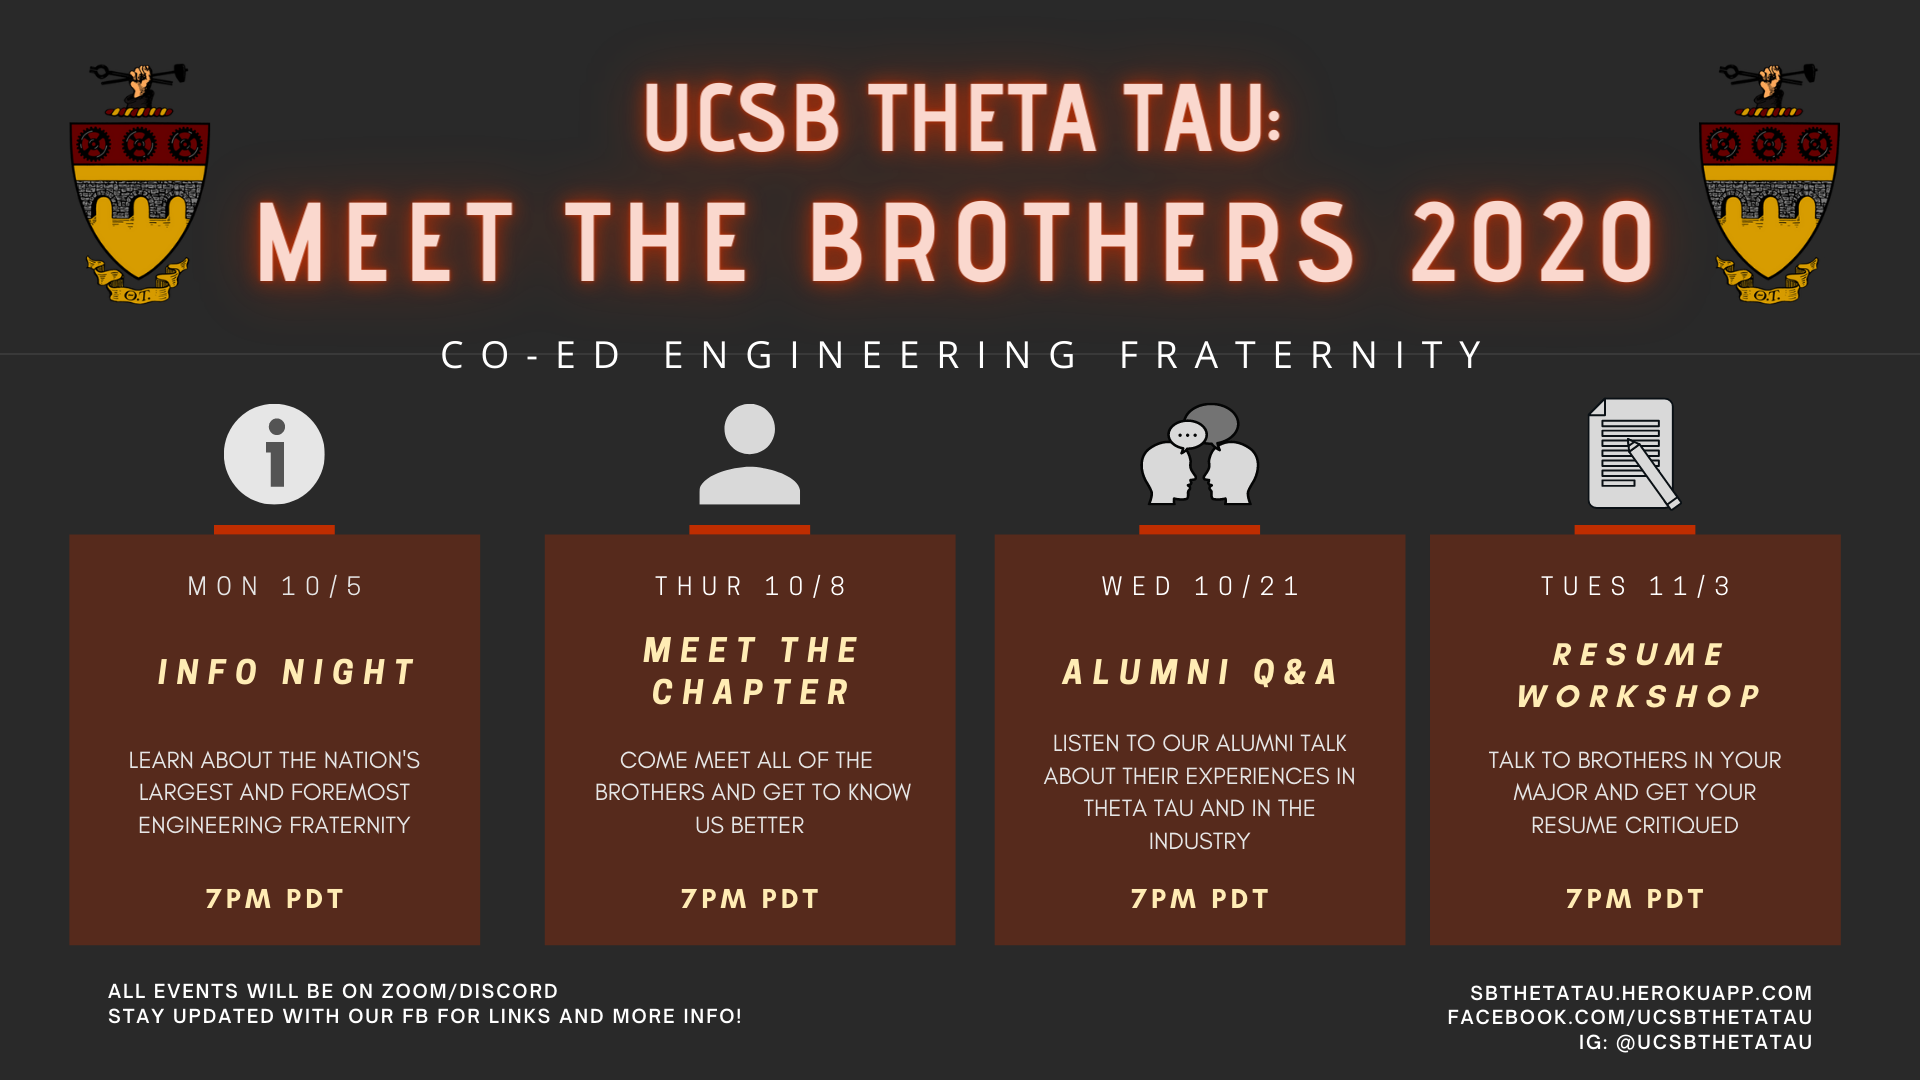 UCSB THETA TAU:
MEET THE BROTHERS 2020
CO-ED ENGINEERING FRATERNITY
MON 10/5
INFO NIGHT
LEARN ABOUT THE NATION'S
LARGEST AND FOREMOST
ENGINEERING FRATERNITY
7PM PDT
THUR 10/8
MEET THE
CHAPTER
COME MEET ALL OF THE
BROTHERS AND GET TO KNOW
US BETTER
7PM PDT
WED 10/21
ALUMNI Q&A
LISTEN TO OUR ALUMNI TALK
ABOUT THEIR EXPERIENCES IN
THETA TAU AND IN THE
INDUSTRY
7PM PDT
TUES 11/3
RESUME
WORKSHOP
TALK TO BROTHERS IN YOUR
MAJOR AND GET YOUR
RESUME CRITIQUED
7PM PDT
ALL EVENTS WILL BE ON ZOOM/DISCORD
STAY UPDATED WITH OUR FB FOR LINKS AND MORE INFO!
SBTHETATAU.HEROKUAPP.COM
FACEBOOK.COM/UCSBTHETATAU
IG: @UCSBTHETATAU
Θ.T.
Θ.T.